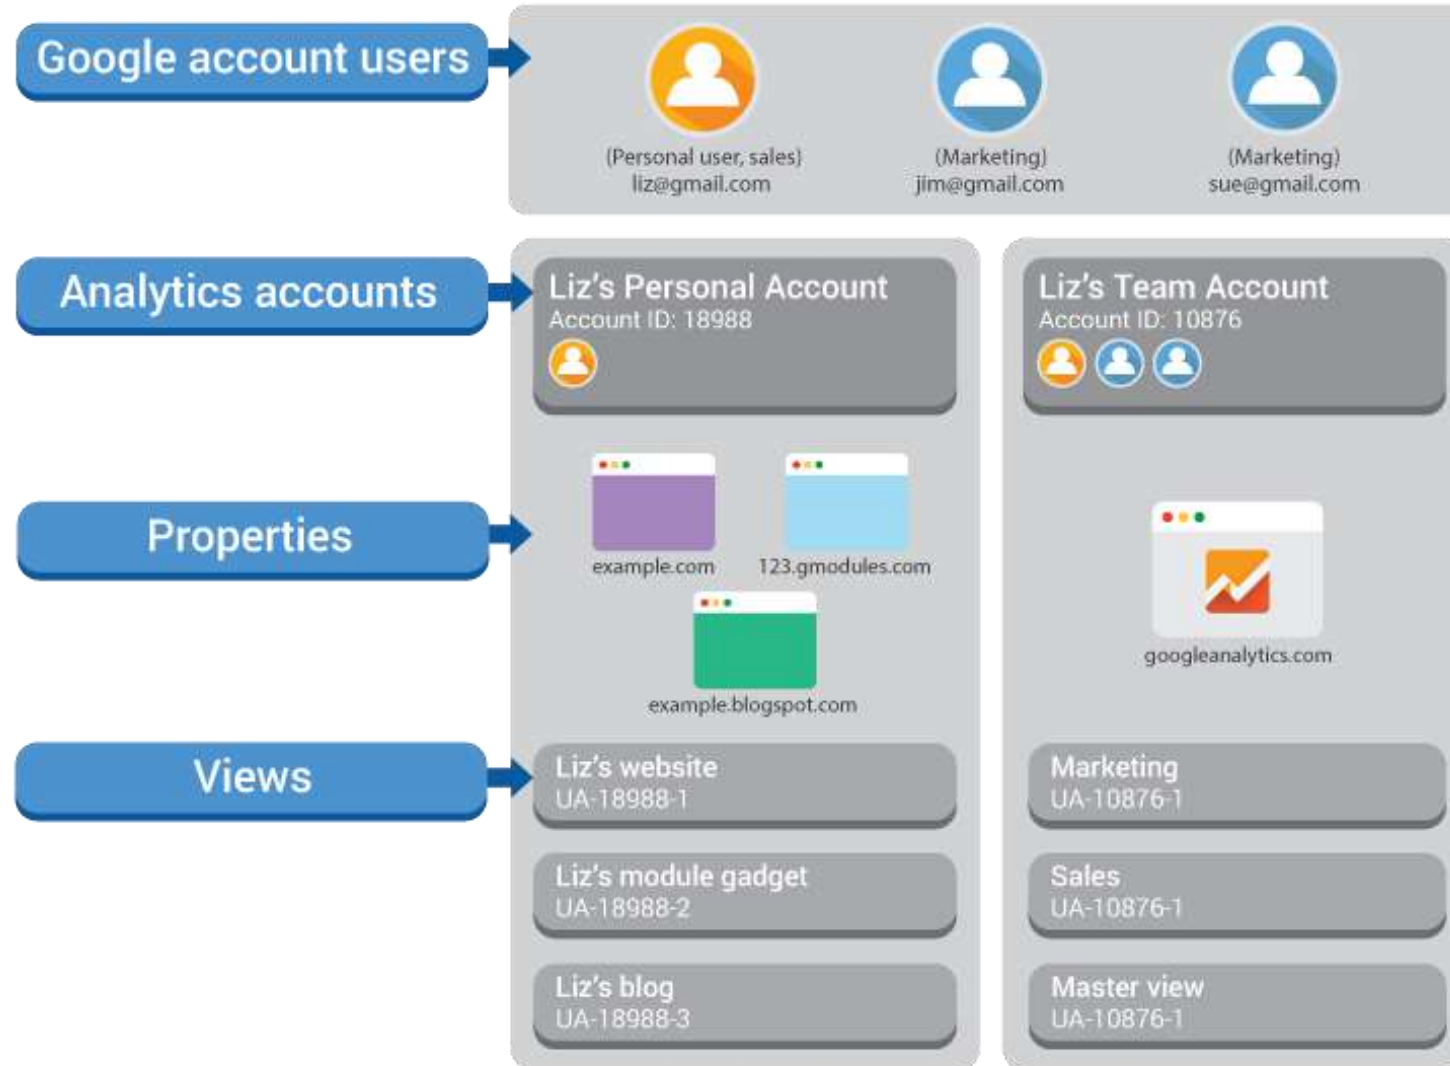 Google account users
(Personal user, sales)
liz@gmail.com
(Marketing)
jim@gmail.com
(Marketing)
sue@gmail.com
Analytics accounts
Liz's Personal Account
Account ID: 18988
Liz's Team Account
Account ID: 10876
Properties
example.com
123.gmodules.com
example.blogspot.com
googleanalytics.com
Views
Liz's website
UA-18988-1
Liz's module gadget
UA-18988-2
Liz's blog
UA-18988-3
Marketing
UA-10876-1
Sales
UA-10876-1
Master view
UA-10876-1